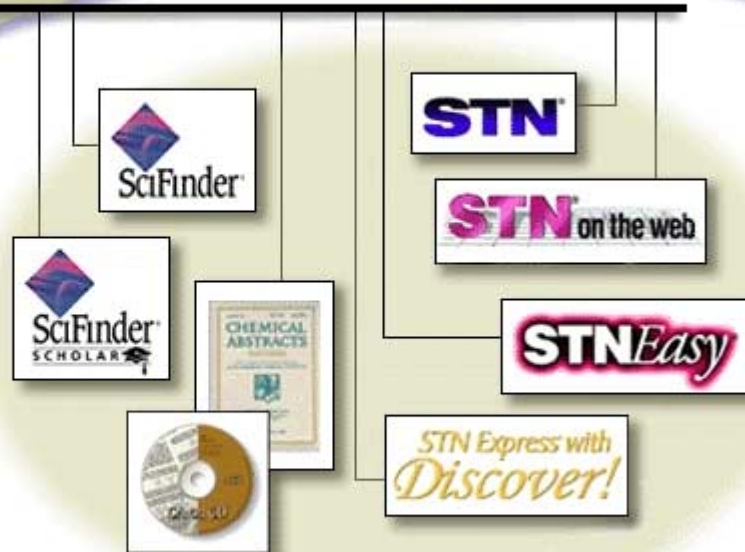 SciFinder®
STN®
STN® on the web
SciFinder®
SCHOLAR
CHEMICAL
ABSTRACTS
STNEasy®
STN Express with
Discover!